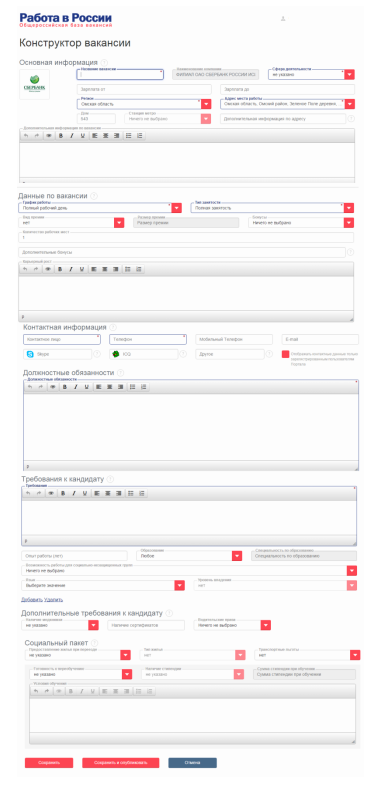 Работа в России
Общероссийская база вакансий
Конструктор вакансии
Основная информация ?
Название вакансии *
Наименование компании
ФИЛИАЛ ОАО СБЕРБАНК РОССИИ ИО
Сфера деятельности *
не указано
СБЕРБАНК
Зарплата от
Зарплата до
Регион *
Омская область
Адрес места работы *
Омская область, Омский район, Зеленое Поле деревня,
Дом
643
Станция метро
Ничего не выбрано
Дополнительная информация по адресу ?
Дополнительная информация по вакансии
B I U
Данные по вакансии ?
График работы *
Полный рабочий день
Тип занятости *
Полная занятость
Вид премии
нет
Размер премии
Размер премии
Бонусы
Ничего не выбрано ?
Количество рабочих мест
1
Дополнительные бонусы ?
Карьерный рост
B I U
p
Контактная информация ?
Контактное лицо *
Телефон *
Мобильный Телефон
E-mail
Skype ?
ICQ ?
Другое ?
Отображать контактные данные только зарегистрированным пользователям портала
Должностные обязанности ?
Должностные обязанности *
B I U
p
Требования к кандидату ?
Требования *
B I U
p
Опыт работы (лет)
Образование
Любое
Специальность по образованию
Специальность по образованию
Возможность работы для социально незащищенных групп
Ничего не выбрано
Язык
Выберите значение
Уровень владения
нет
Добавить Удалить
Дополнительные требования к кандидату ?
не указано
Наличие сертификатов
Водительские права
Ничего не выбрано
Социальный пакет ?
Предоставление жилья при переезде
не указано
Тип жилья
нет
Транспортные льготы
нет
Готовность к переобучению
не указано
Наличие стипендии
не указано
Сумма стипендии при обучении
Сумма стипендии при обучении
Условия обучения
B I U
Сохранить
Сохранить и опубликовать
Отмена